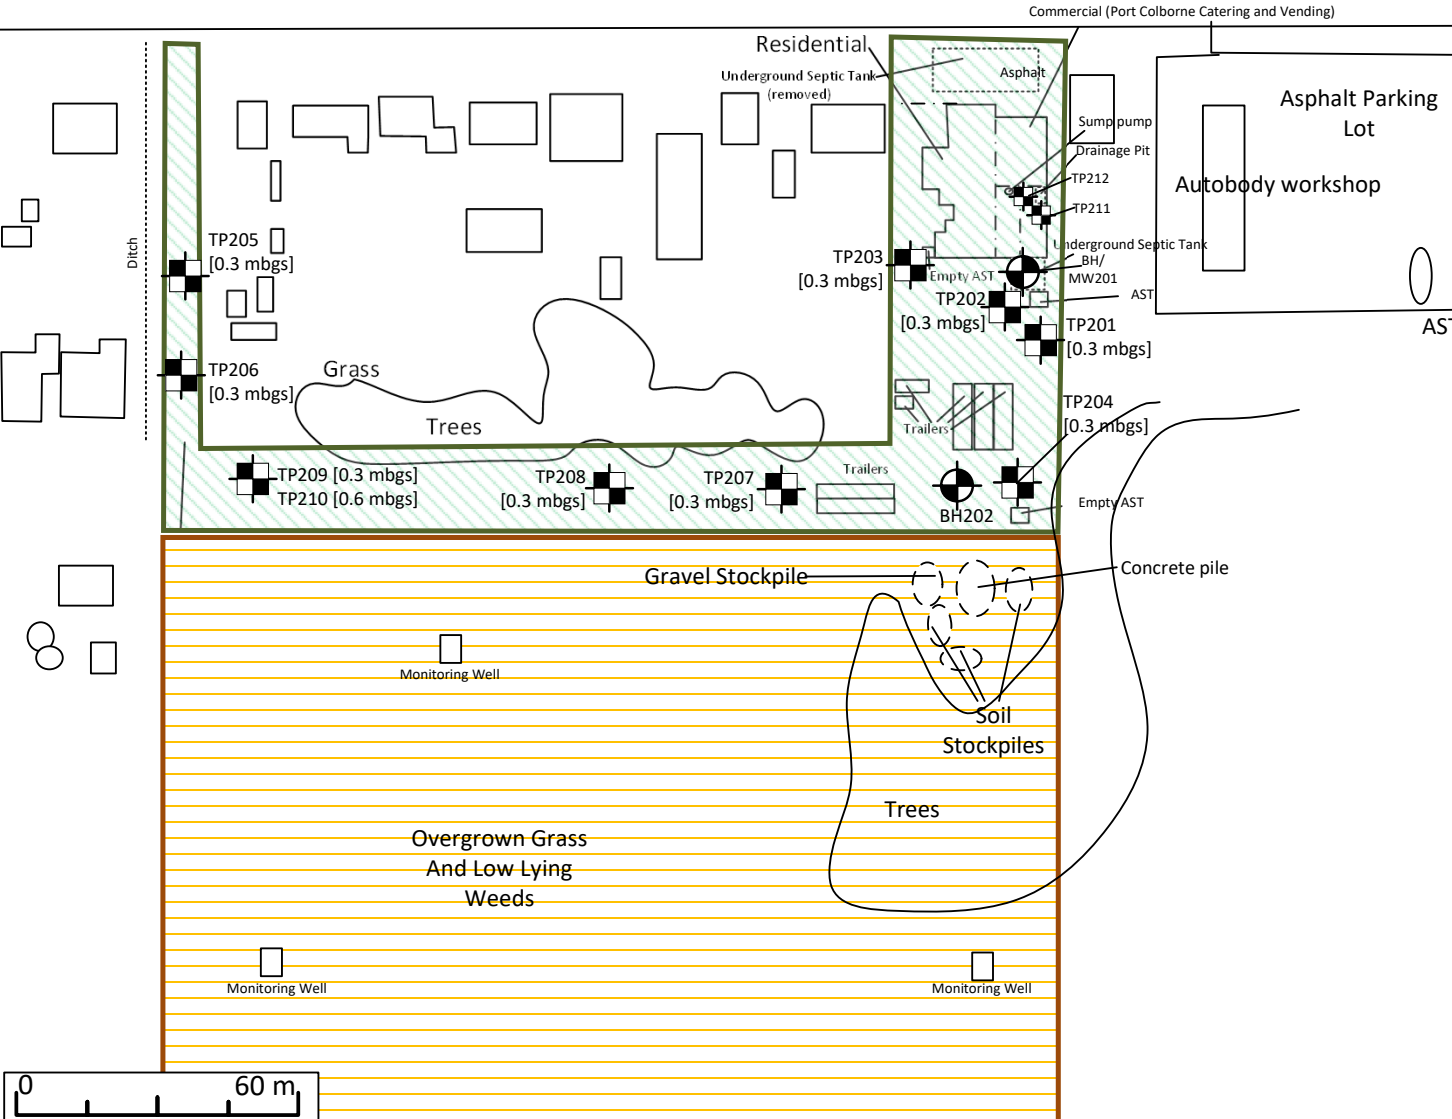 Commercial (Port Colborne Catering and Vending)
Residential
Underground Septic Tank
(removed)
Asphalt
Asphalt Parking
Lot
Sump pump
Drainage Pit
TP212
Autobody workshop
TP211
Ditch
TP205
[0.3 mbgs]
TP203
[0.3 mbgs]
Underground Septic Tank
BH/
MW201
Empty AST
AST
TP202
[0.3 mbgs]
TP201
[0.3 mbgs]
AST
TP206
[0.3 mbgs]
Grass
Trees
Trailers
TP204
[0.3 mbgs]
TP209 [0.3 mbgs]
TP210 [0.6 mbgs]
TP208
[0.3 mbgs]
TP207
[0.3 mbgs]
Trailers
BH202
Empty AST
Gravel Stockpile
Concrete pile
Monitoring Well
Soil
Stockpiles
Trees
Overgrown Grass
And Low Lying
Weeds
Monitoring Well
Monitoring Well
0 60 m